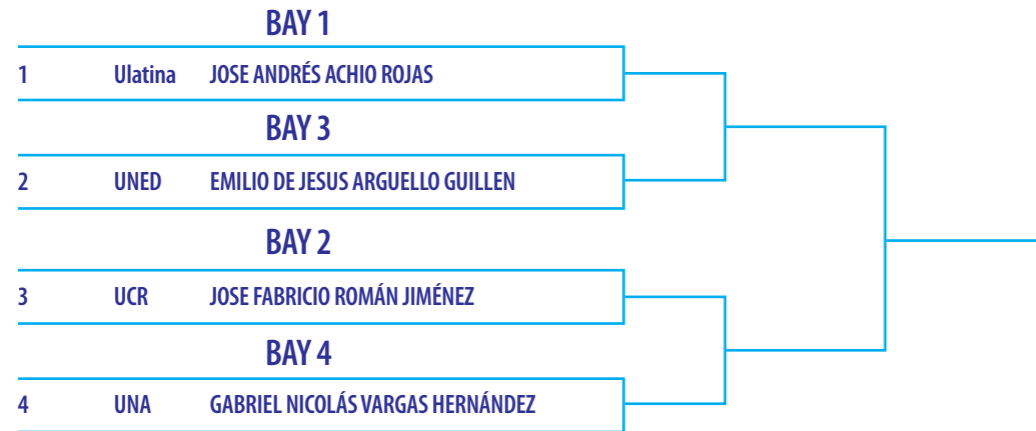 BAY 1
1 Ulatina JOSE ANDRÉS ACHIO ROJAS
BAY 3
2 UNED EMILIO DE JESUS ARGUELLO GUILLEN
BAY 2
3 UCR JOSE FABRICIO ROMÁN JIMÉNEZ
BAY 4
4 UNA GABRIEL NICOLÁS VARGAS HERNÁNDEZ